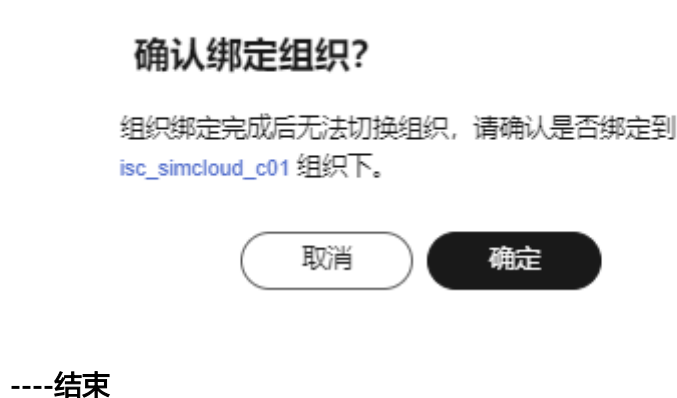 确认绑定组织？
组织绑定完成后无法切换组织，请确认是否绑定到
isc_simcloud_c01 组织下。
取消
确定
----结束